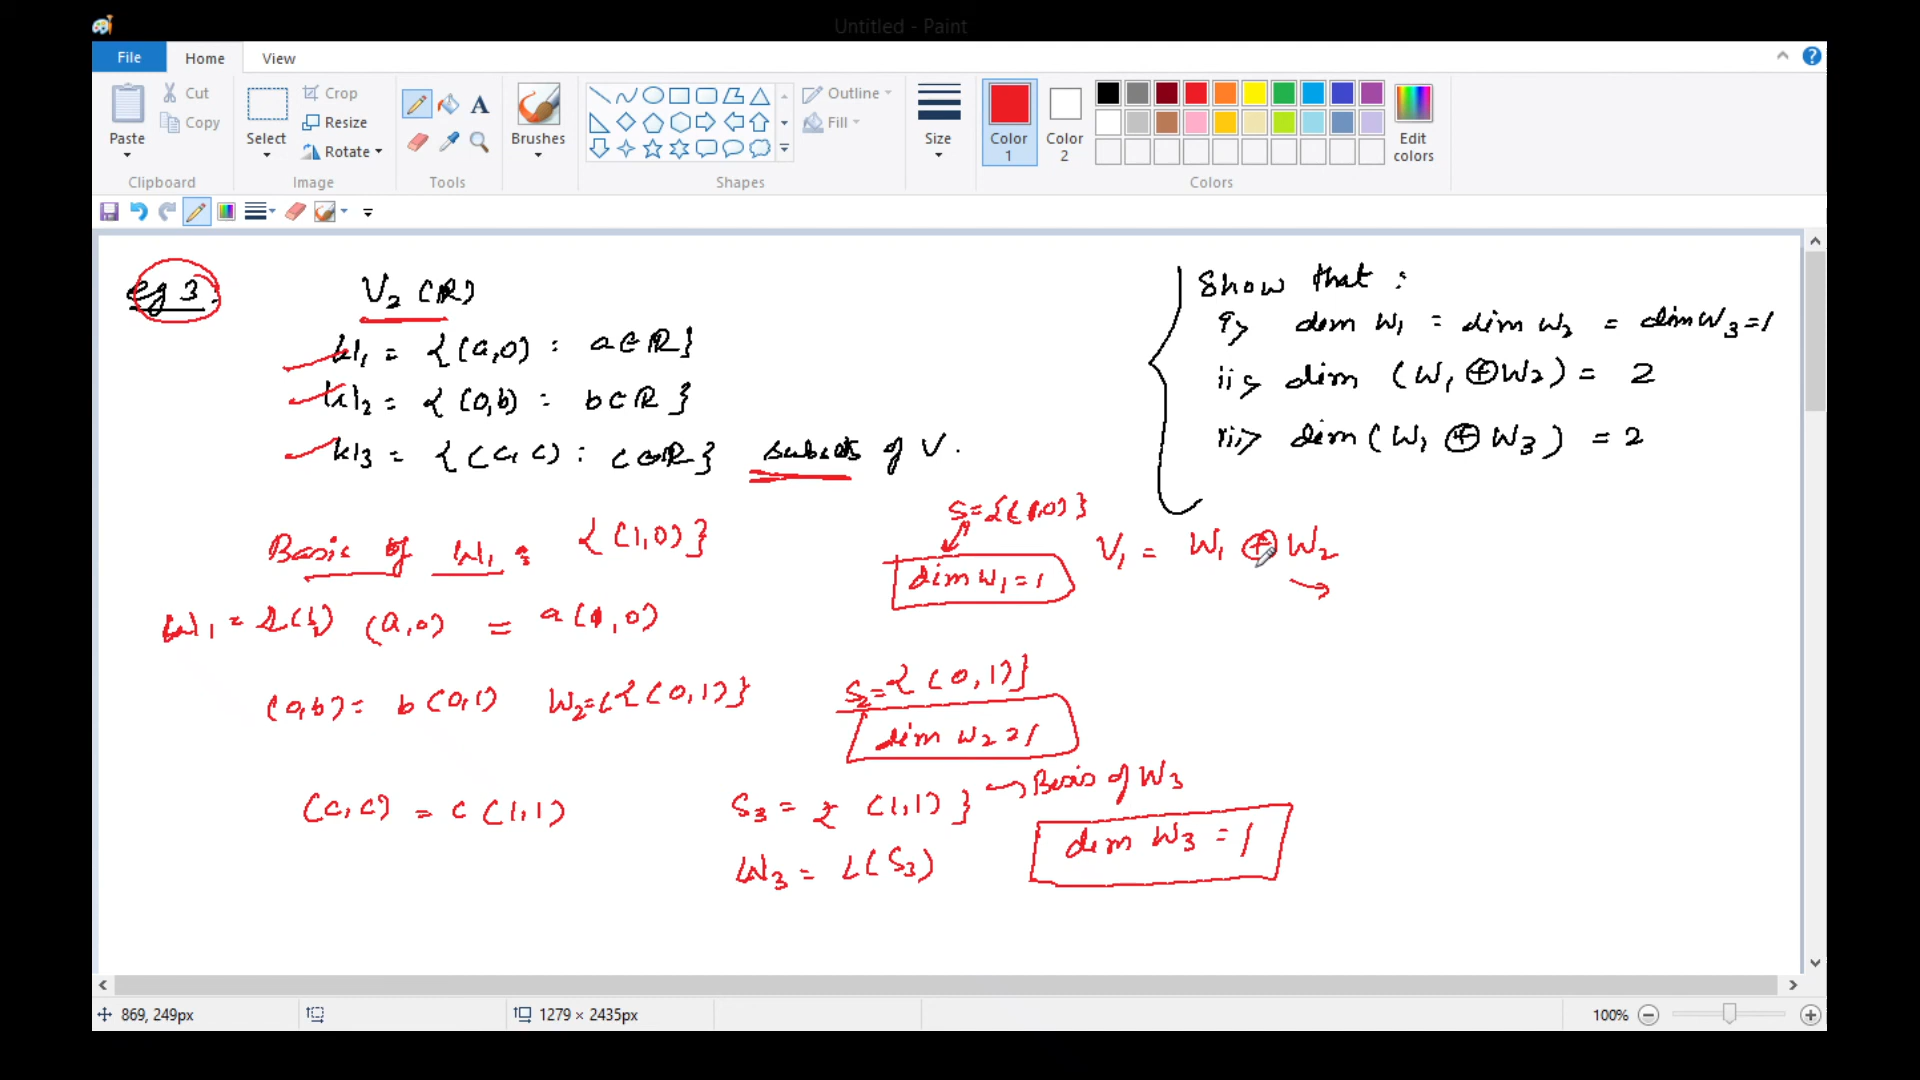 Untitled - Paint
File Home View
Paste Cut Copy Clipboard
Select Crop Resize Rotate Image
Tools
Brushes
Outline Fill Shapes
Size
Color 1 Color 2 Edit colors Colors
eg 3. V₂ (R)
W₁ = {(a,0) : a∈R}
W₂ = {(0,b) : b∈R}
W₃ = {(c,c) : c∈R} subsets of V.
Show that :
i> dim W₁ = dim W₂ = dim W₃ = 1
ii> dim (W₁ ⊕ W₂) = 2
iii> dim (W₁ ⊕ W₃) = 2
Basis of W₁ = {(1,0)}
S = {(1,0)}
dim W₁ = 1
V₁ = W₁ ⊕ W₂
(a,0) = a(1,0)
(0,b) = b(0,1) W₂ = ({(0,1)}
S₂ = {(0,1)}
dim W₂ = 1
(c,c) = c(1,1) S₃ = {(1,1)} → Basis of W₃
W₃ = L(S₃)
dim W₃ = 1
869, 249px 1279 × 2435px 100%